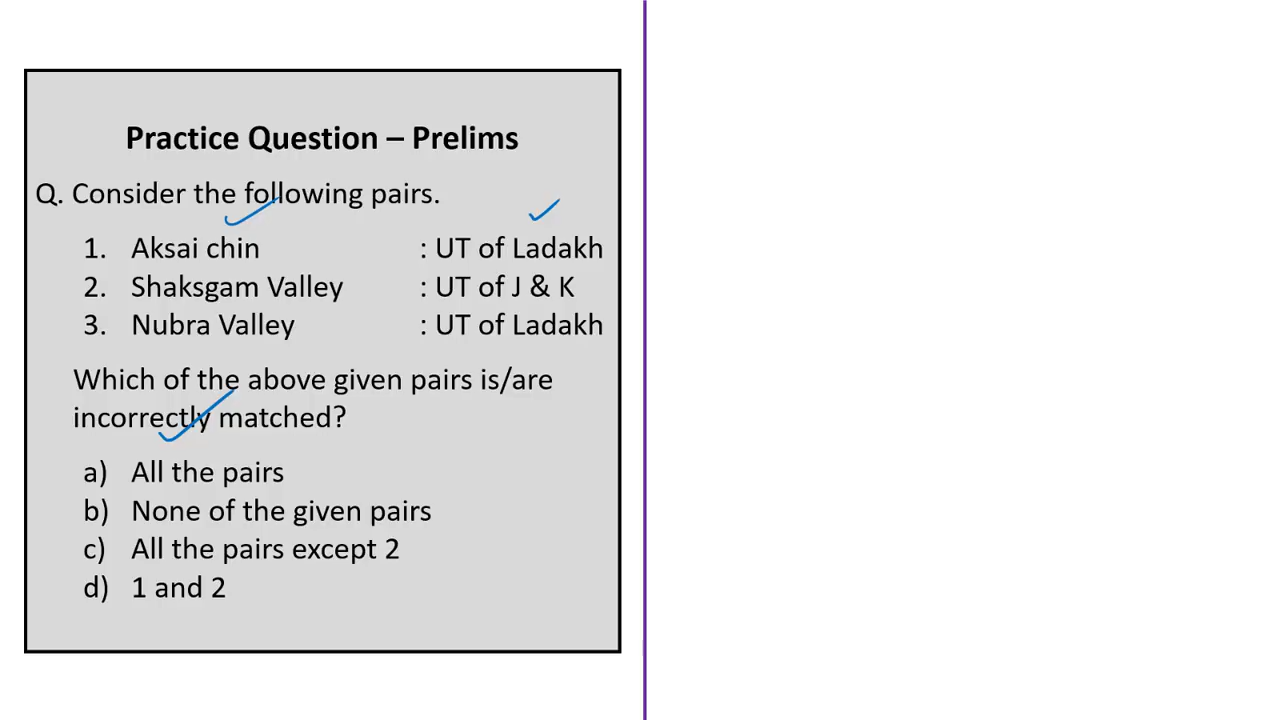 Practice Question – Prelims
Q. Consider the following pairs.
1. Aksai chin : UT of Ladakh
2. Shaksgam Valley : UT of J & K
3. Nubra Valley : UT of Ladakh
Which of the above given pairs is/are
incorrectly matched?
a) All the pairs
b) None of the given pairs
c) All the pairs except 2
d) 1 and 2